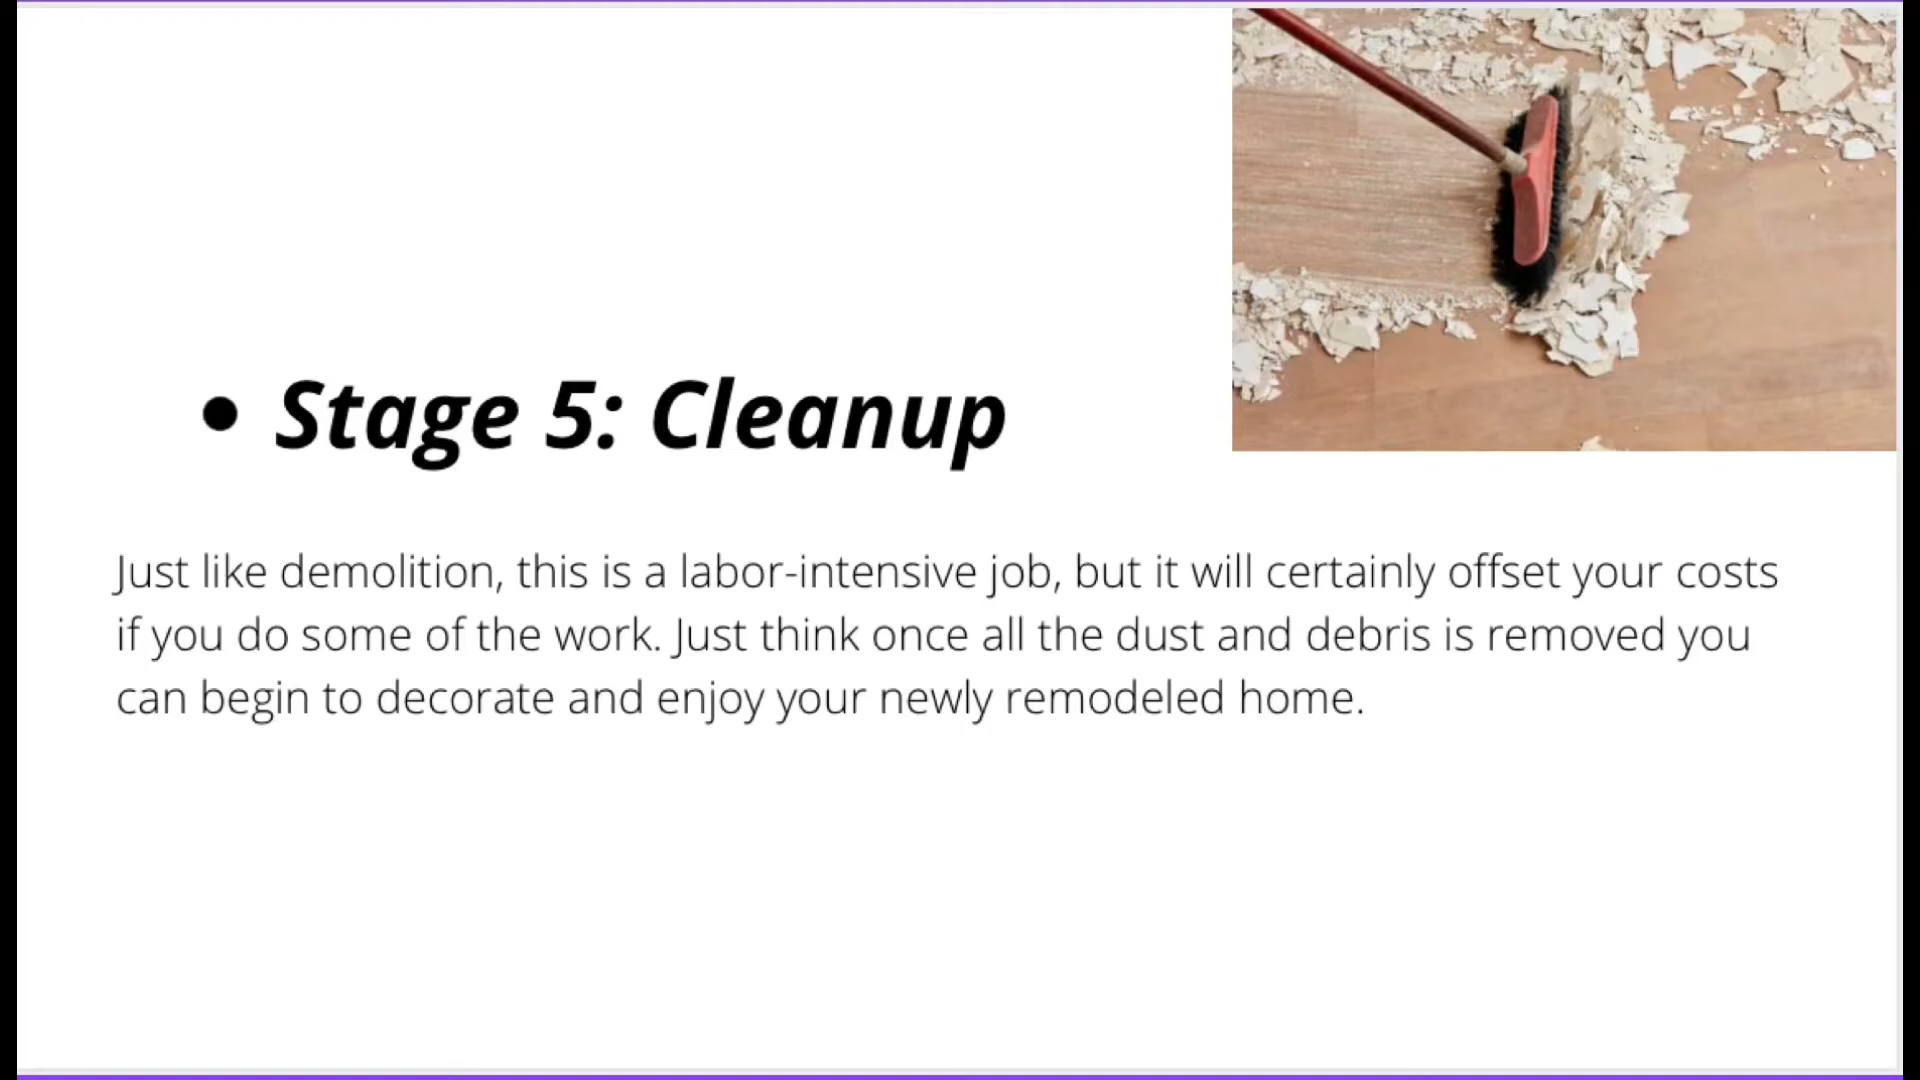 • Stage 5: Cleanup
Just like demolition, this is a labor-intensive job, but it will certainly offset your costs
if you do some of the work. Just think once all the dust and debris is removed you
can begin to decorate and enjoy your newly remodeled home.